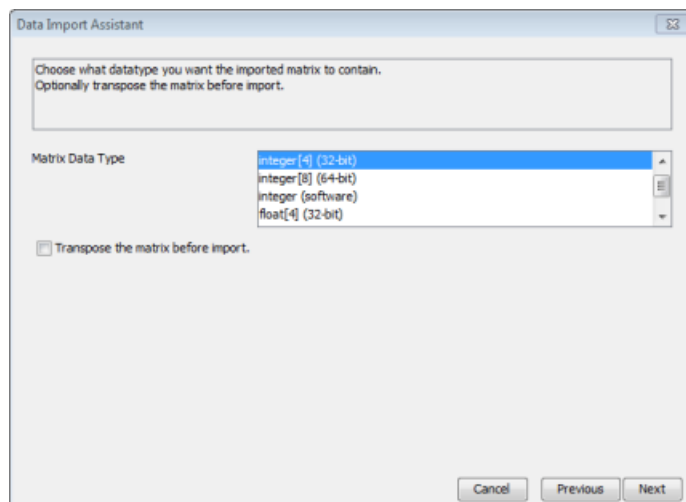 Data Import Assistant
Choose what datatype you want the imported matrix to contain.
Optionally transpose the matrix before import.
Matrix Data Type
integer[4] (32-bit)
integer[8] (64-bit)
integer (software)
float[4] (32-bit)
Transpose the matrix before import.
Cancel
Previous
Next